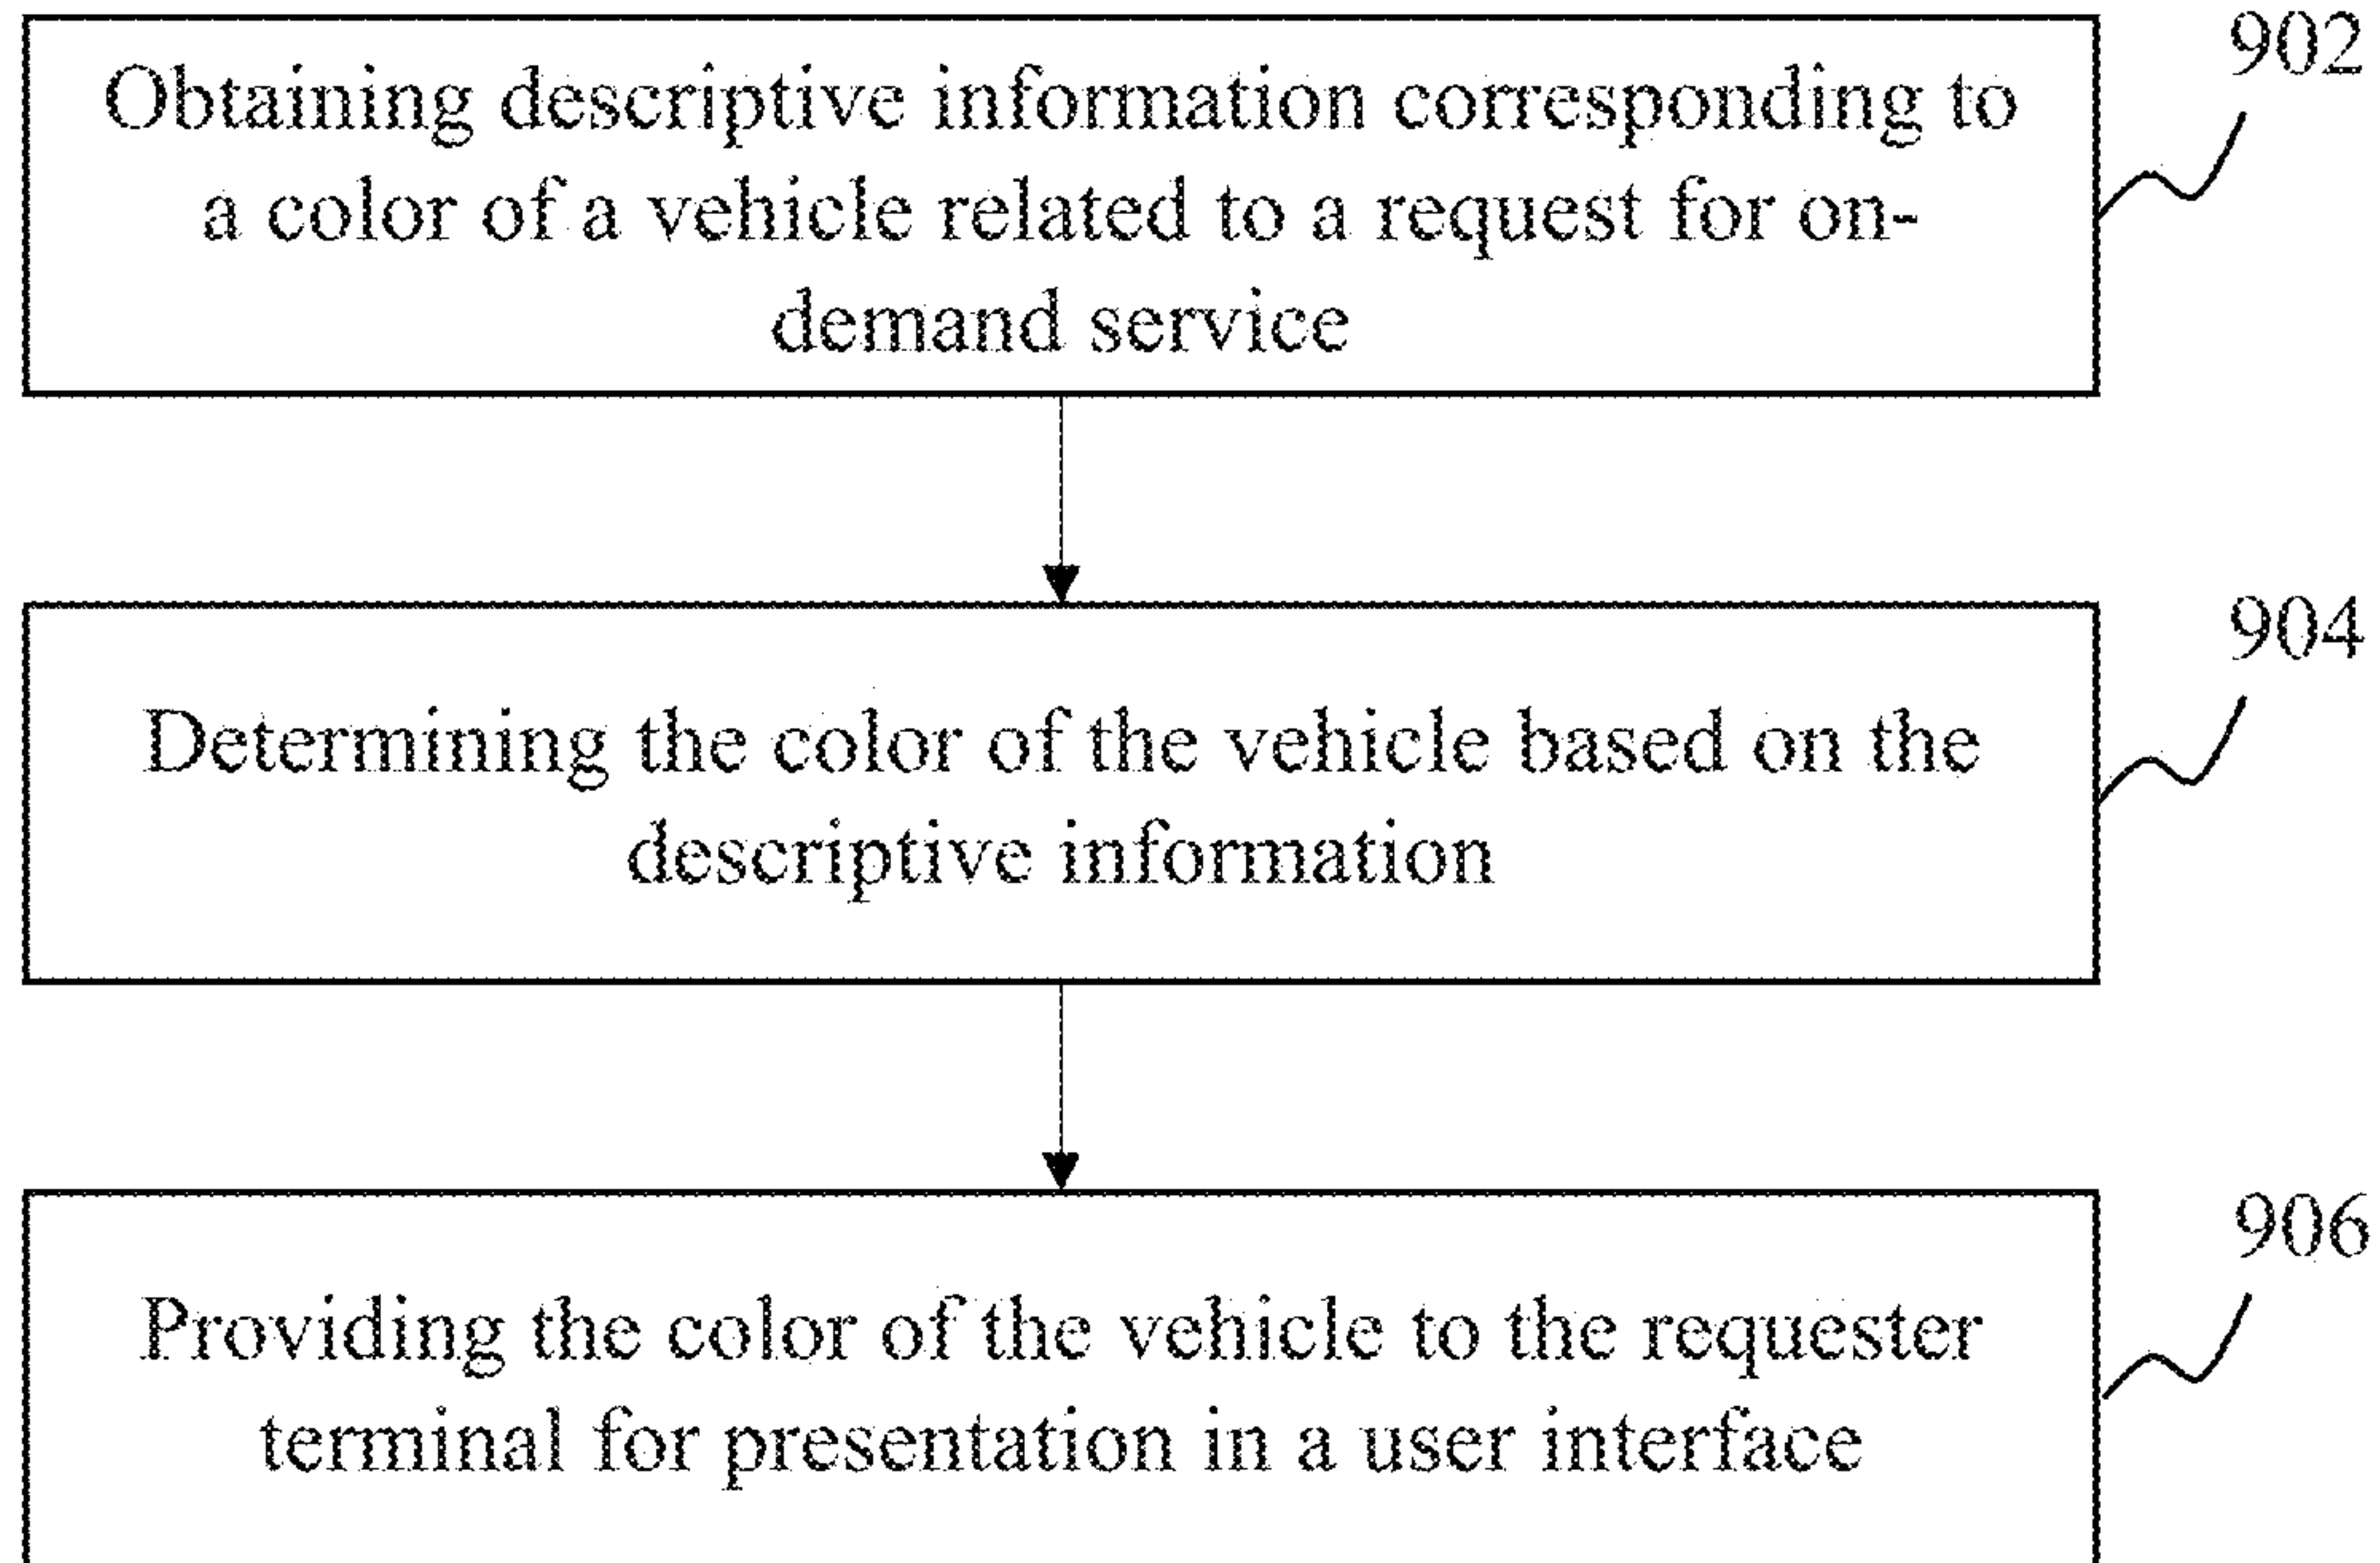 902
Obtaining descriptive information corresponding to
a color of a vehicle related to a request for on-
demand service
904
Determining the color of the vehicle based on the
descriptive information
906
Providing the color of the vehicle to the requester
terminal for presentation in a user interface